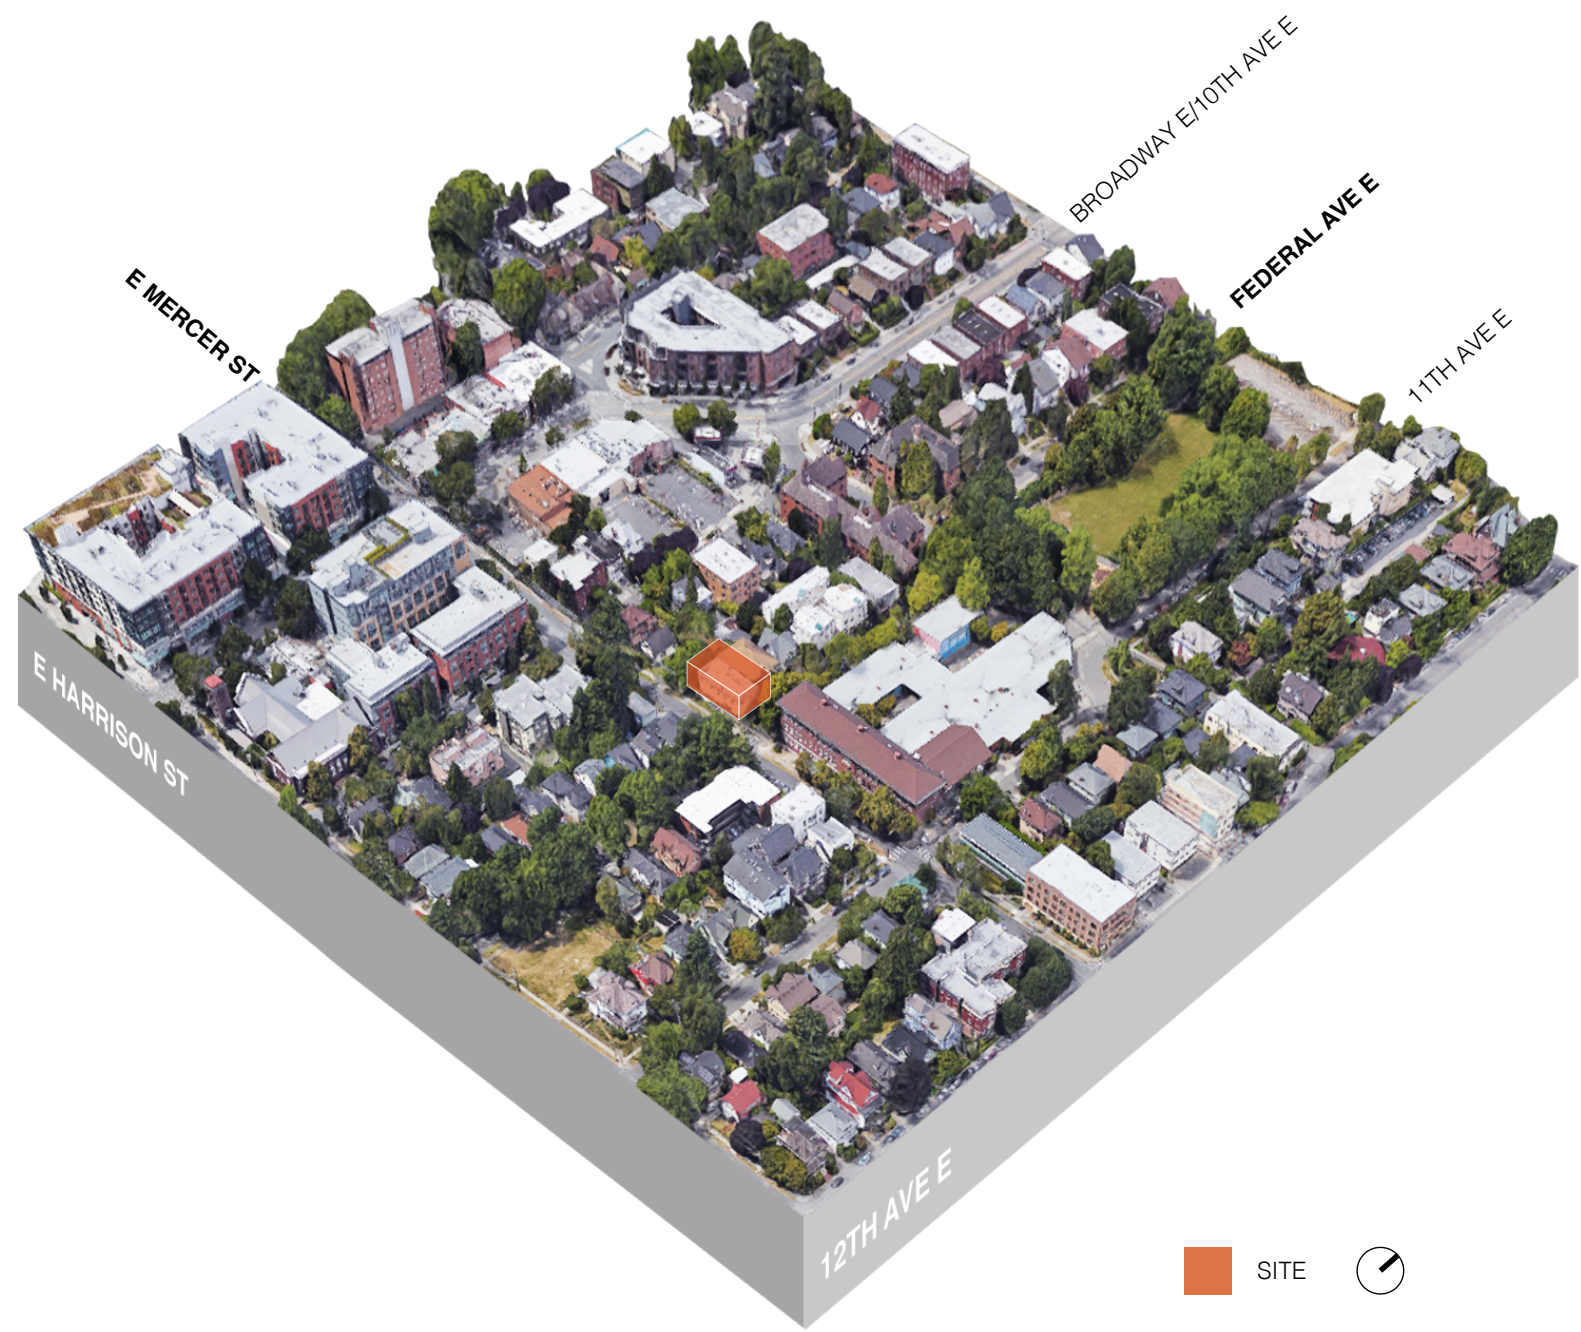 BROADWAY E/10TH AVE E
FEDERAL AVE E
E MERCER ST
11TH AVE E
E HARRISON ST
12TH AVE E
SITE